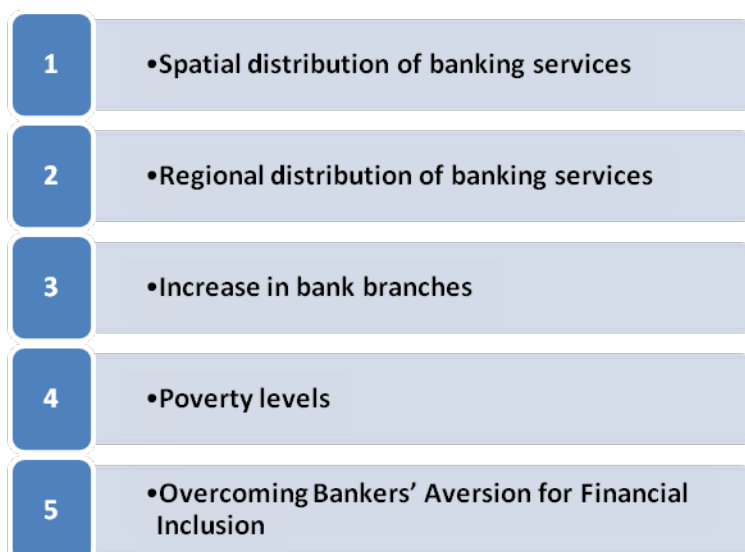 1
•Spatial distribution of banking services
2
•Regional distribution of banking services
3
•Increase in bank branches
4
•Poverty levels
5
•Overcoming Bankers’ Aversion for Financial
Inclusion